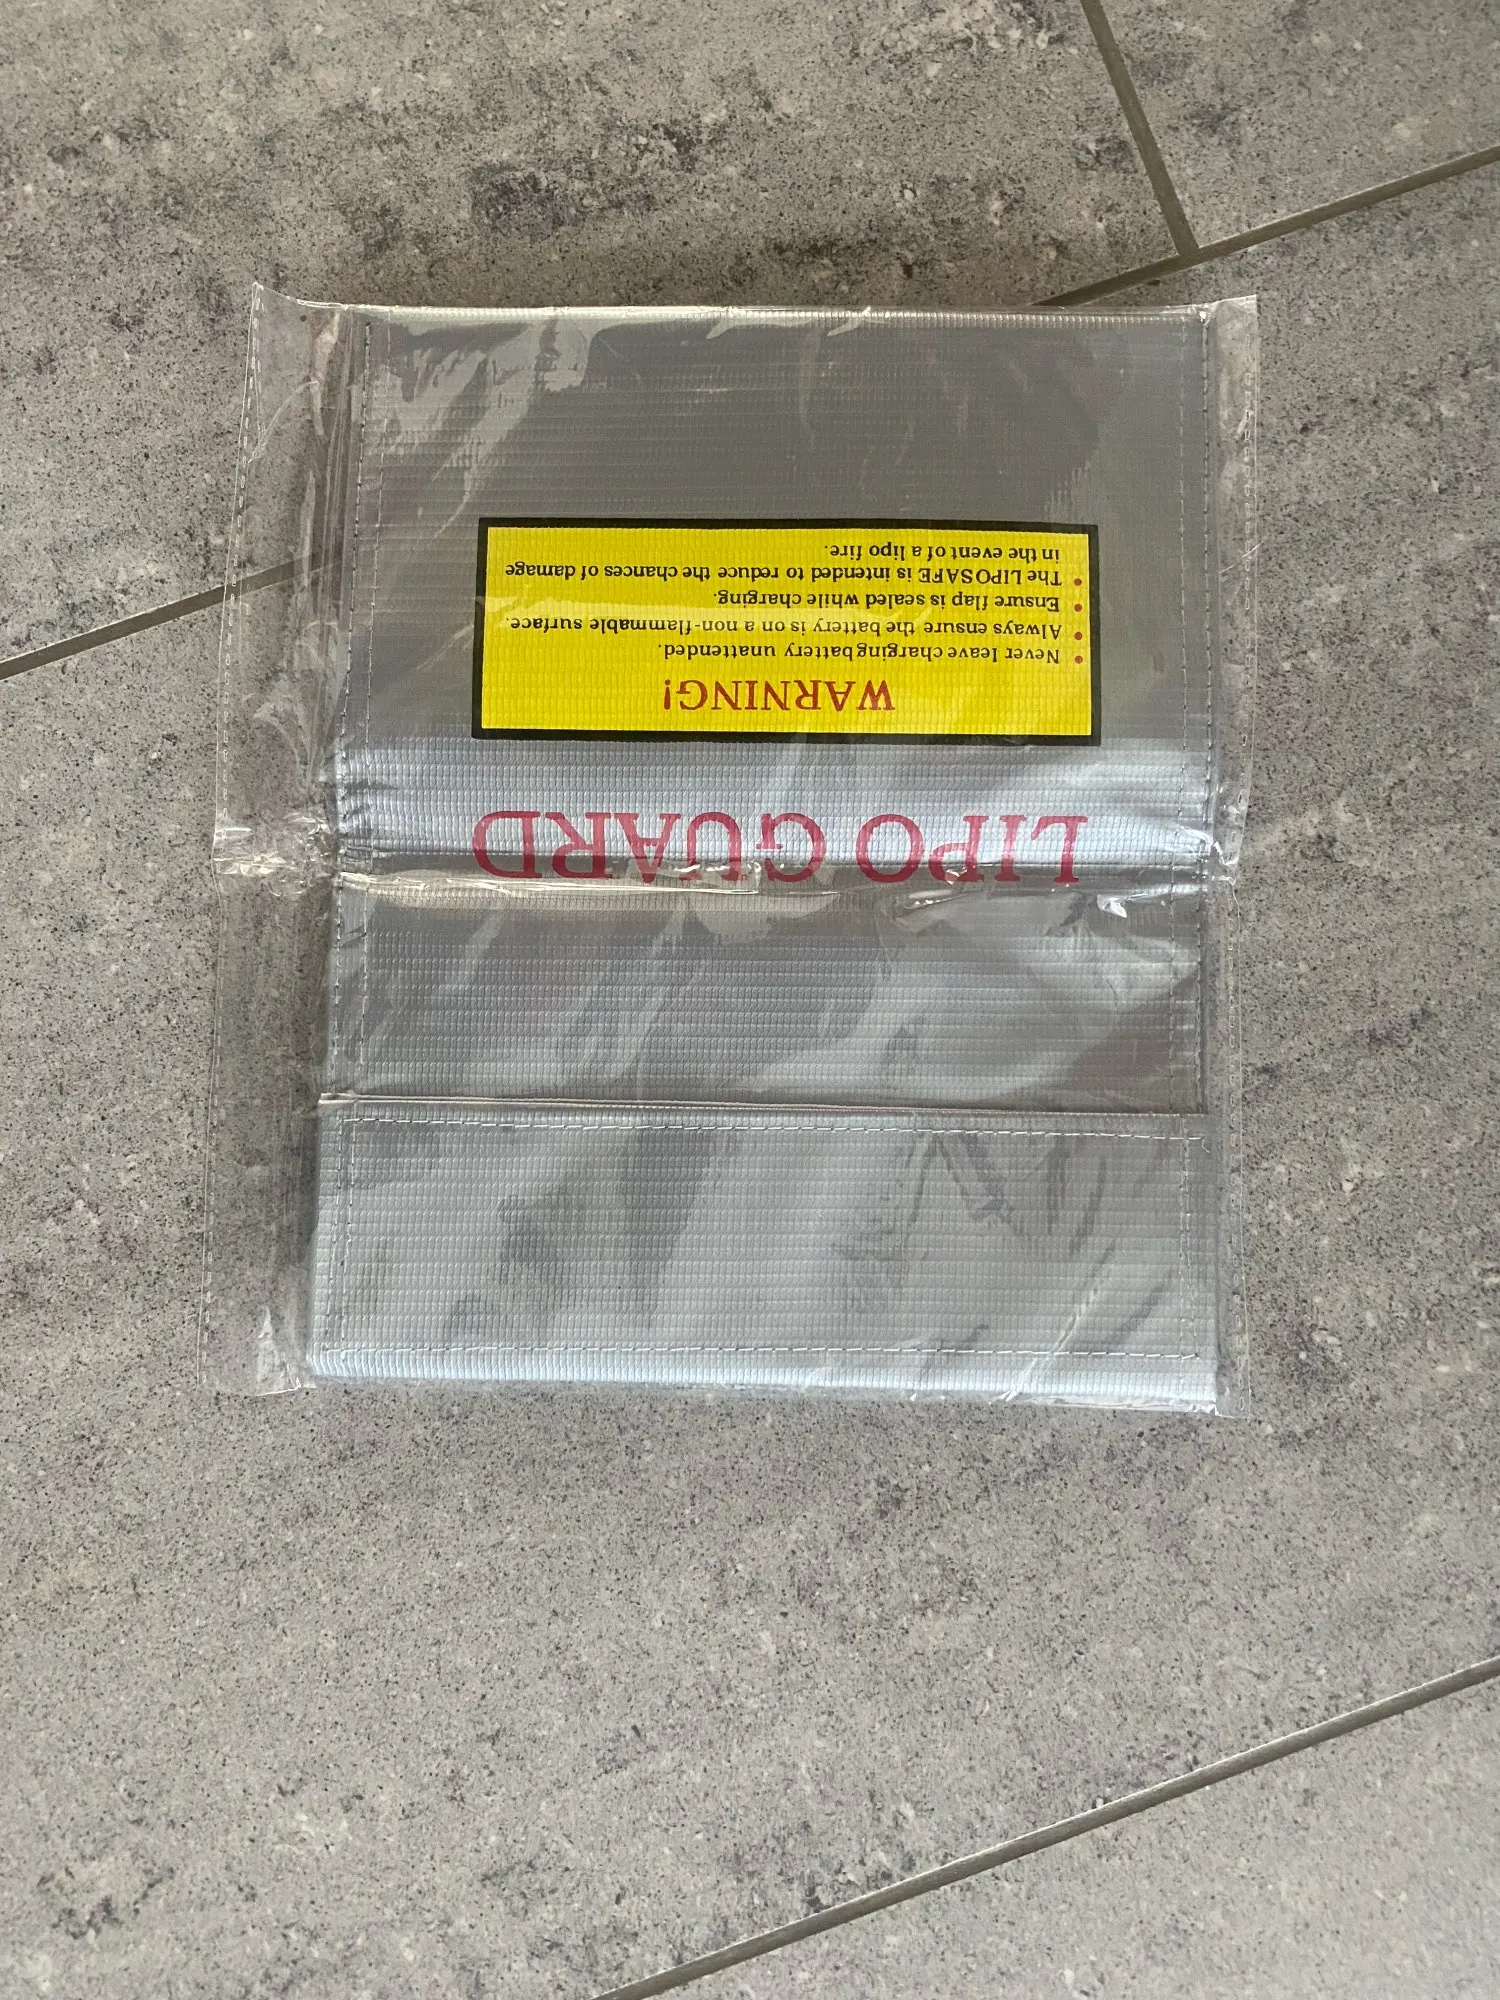 LIPO GUARD
WARNING!
Never leave charging battery unattended.
Always ensure the battery is on a non-flammable surface.
Ensure flap is sealed while charging.
The LIPOSAFE is intended to reduce the chances of damage
in the event of a lipo fire.